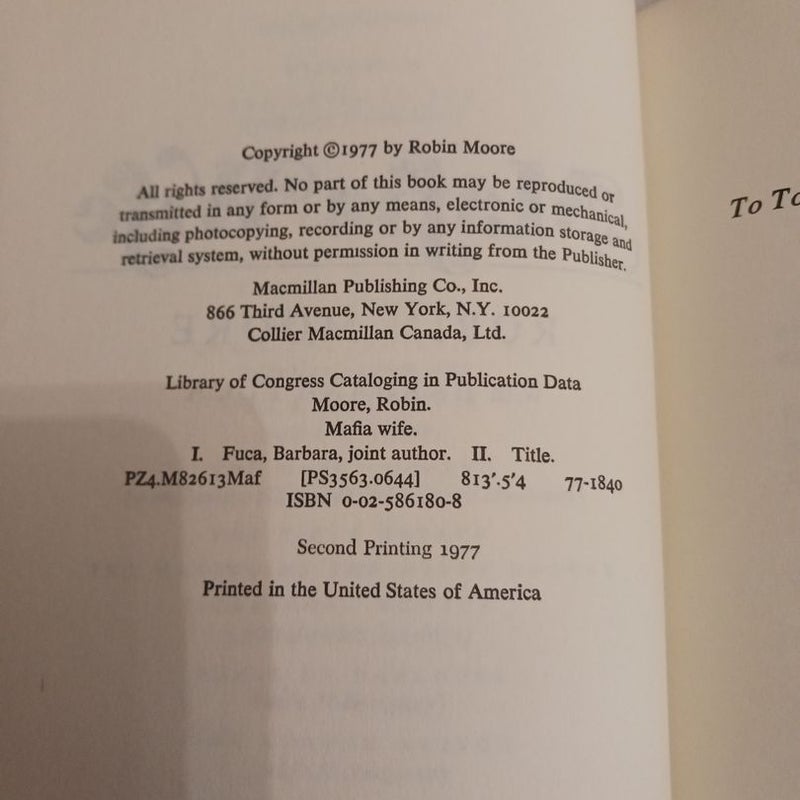 Copyright ©1977 by Robin Moore
All rights reserved. No part of this book may be reproduced or
transmitted in any form or by any means, electronic or mechanical,
including photocopying, recording or by any information storage and
retrieval system, without permission in writing from the Publisher.
Macmillan Publishing Co., Inc.
866 Third Avenue, New York, N.Y. 10022
Collier Macmillan Canada, Ltd.
Library of Congress Cataloging in Publication Data
Moore, Robin.
Mafia wife.
I. Fuca, Barbara, joint author. II. Title.
PZ4.M82613Maf [PS3563.O644] 813'.5'4 77-1840
ISBN 0-02-586180-8
Second Printing 1977
Printed in the United States of America
To